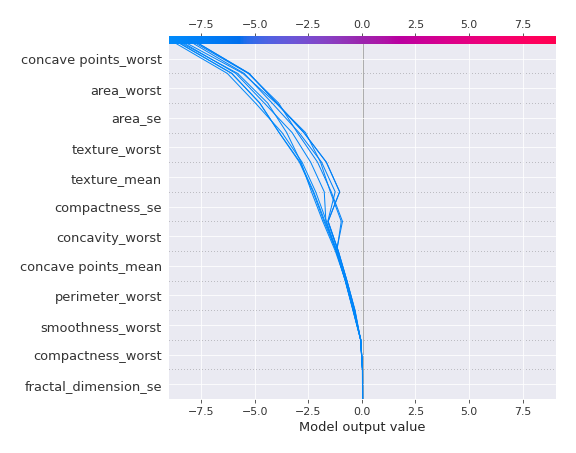 −7.5 −5.0 −2.5 0.0 2.5 5.0 7.5
concave points_worst
area_worst
area_se
texture_worst
texture_mean
compactness_se
concavity_worst
concave points_mean
perimeter_worst
smoothness_worst
compactness_worst
fractal_dimension_se
−7.5 −5.0 −2.5 0.0 2.5 5.0 7.5
Model output value